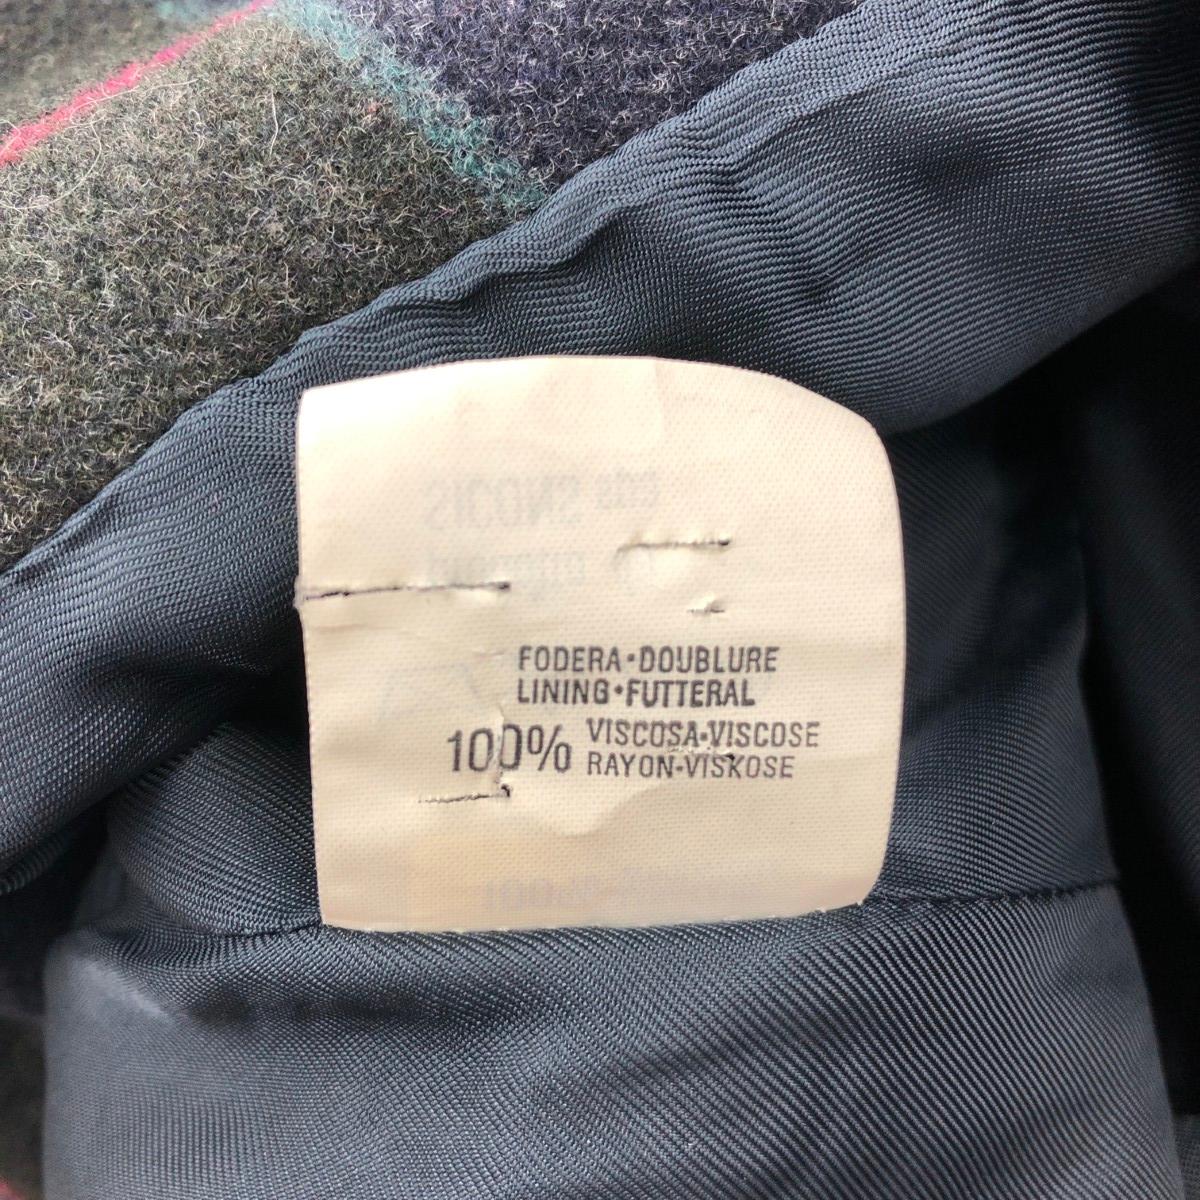 FODERA•DOUBLURE
LINING•FUTTERAL
100% VISCOSA•VISCOSE
RAYON-VISKOSE